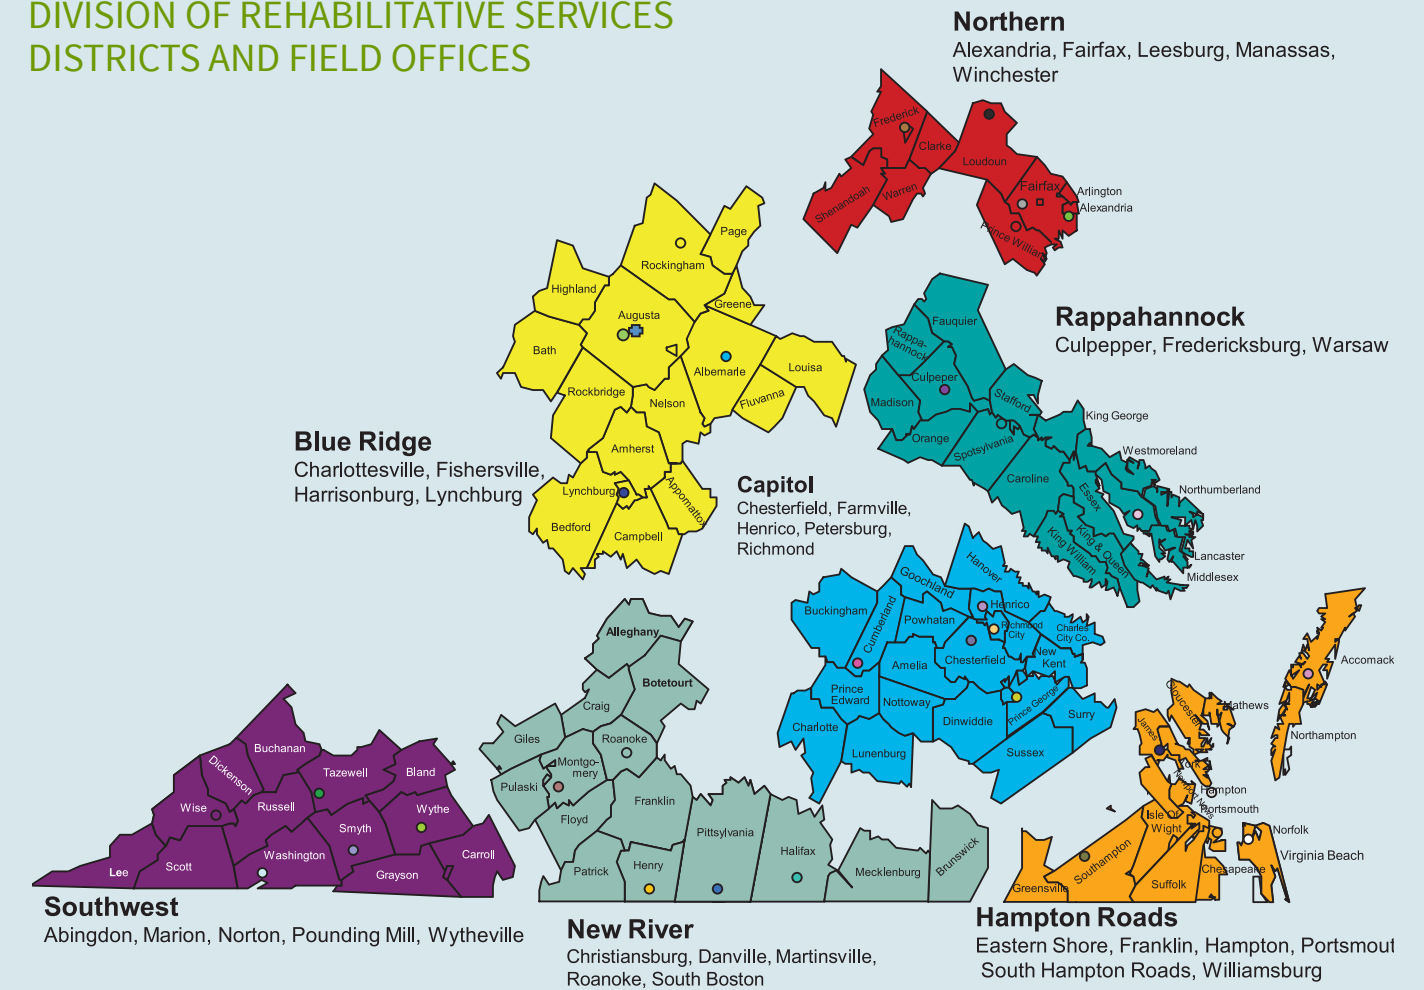 DIVISION OF REHABILITATIVE SERVICES
DISTRICTS AND FIELD OFFICES
Northern
Alexandria, Fairfax, Leesburg, Manassas,
Winchester
Frederick
Clarke
Loudoun
Shenandoah
Warren
Fairfax
Arlington
Alexandria
Prince William
Page
Rockingham
Highland
Greene
Augusta
Bath
Albemarle
Louisa
Rockbridge
Nelson
Fluvanna
Amherst
Lynchburg
Appomattox
Bedford
Campbell
Blue Ridge
Charlottesville, Fishersville,
Harrisonburg, Lynchburg
Rappahannock
Culpepper, Fredericksburg, Warsaw
Fauquier
Rappa-
hannock
Culpeper
Madison
Stafford
Orange
Spotsylvania
King George
Westmoreland
Caroline
Essex
Northumberland
King William
King & Queen
Lancaster
Middlesex
Capitol
Chesterfield, Farmville,
Henrico, Petersburg,
Richmond
Hanover
Goochland
Buckingham
Cumberland
Powhatan
Henrico
Richmond
City
Charles
City Co.
Amelia
Chesterfield
New
Kent
Prince
Edward
Nottoway
Prince George
Charlotte
Dinwiddie
Surry
Lunenburg
Sussex
Alleghany
Botetourt
Craig
Giles
Roanoke
Montgo-
mery
Pulaski
Franklin
Floyd
Pittsylvania
Patrick
Henry
Halifax
Mecklenburg
Brunswick
New River
Christiansburg, Danville, Martinsville,
Roanoke, South Boston
Buchanan
Dickenson
Tazewell
Bland
Wise
Russell
Wythe
Smyth
Lee
Scott
Washington
Carroll
Grayson
Southwest
Abingdon, Marion, Norton, Pounding Mill, Wytheville
Accomack
Northampton
Gloucester
Mathews
James
York
Newport News
Hampton
Portsmouth
Isle Of
Wight
Norfolk
Virginia Beach
Southampton
Chesapeake
Greensville
Suffolk
Hampton Roads
Eastern Shore, Franklin, Hampton, Portsmout
South Hampton Roads, Williamsburg